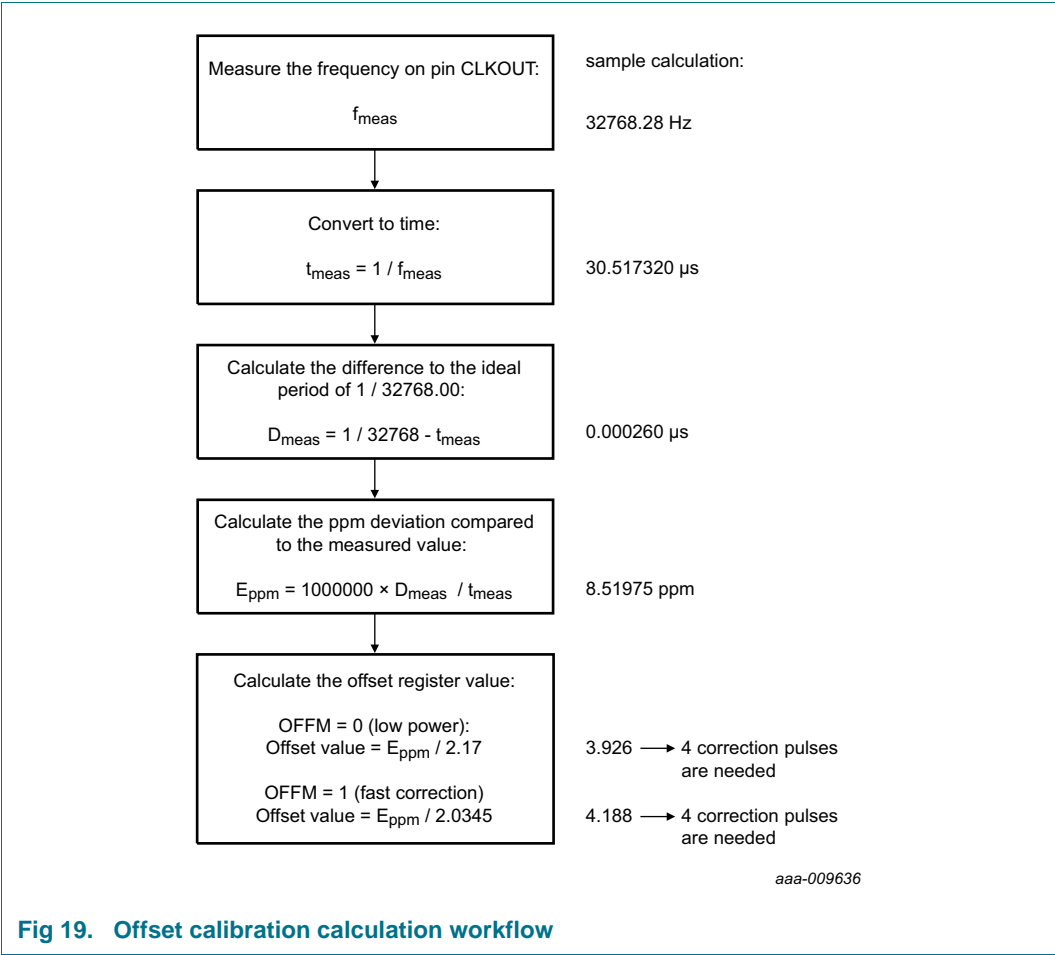 Measure the frequency on pin CLKOUT:
fmeas
sample calculation:
32768.28 Hz
Convert to time:
tmeas = 1 / fmeas
30.517320 µs
Calculate the difference to the ideal
period of 1 / 32768.00:
Dmeas = 1 / 32768 - tmeas
0.000260 µs
Calculate the ppm deviation compared
to the measured value:
Eppm = 1000000 × Dmeas / tmeas
8.51975 ppm
Calculate the offset register value:
OFFM = 0 (low power):
Offset value = Eppm / 2.17
3.926 → 4 correction pulses
are needed
OFFM = 1 (fast correction)
Offset value = Eppm / 2.0345
4.188 → 4 correction pulses
are needed
aaa-009636
Fig 19. Offset calibration calculation workflow